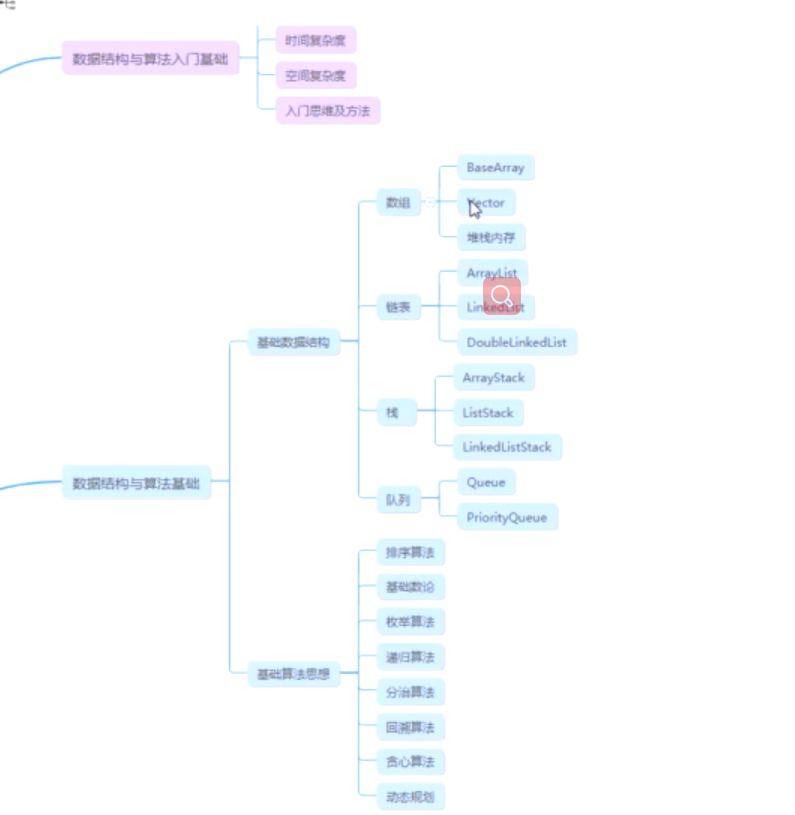 数据结构与算法入门基础
时间复杂度
空间复杂度
入门思维及方法
数据结构与算法基础
基础数据结构
数组
BaseArray
Vector
堆栈内存
链表
ArrayList
LinkedList
DoubleLinkedList
栈
ArrayStack
ListStack
LinkedListStack
队列
Queue
PriorityQueue
基础算法思想
排序算法
基础数论
枚举算法
递归算法
分治算法
回溯算法
贪心算法
动态规划